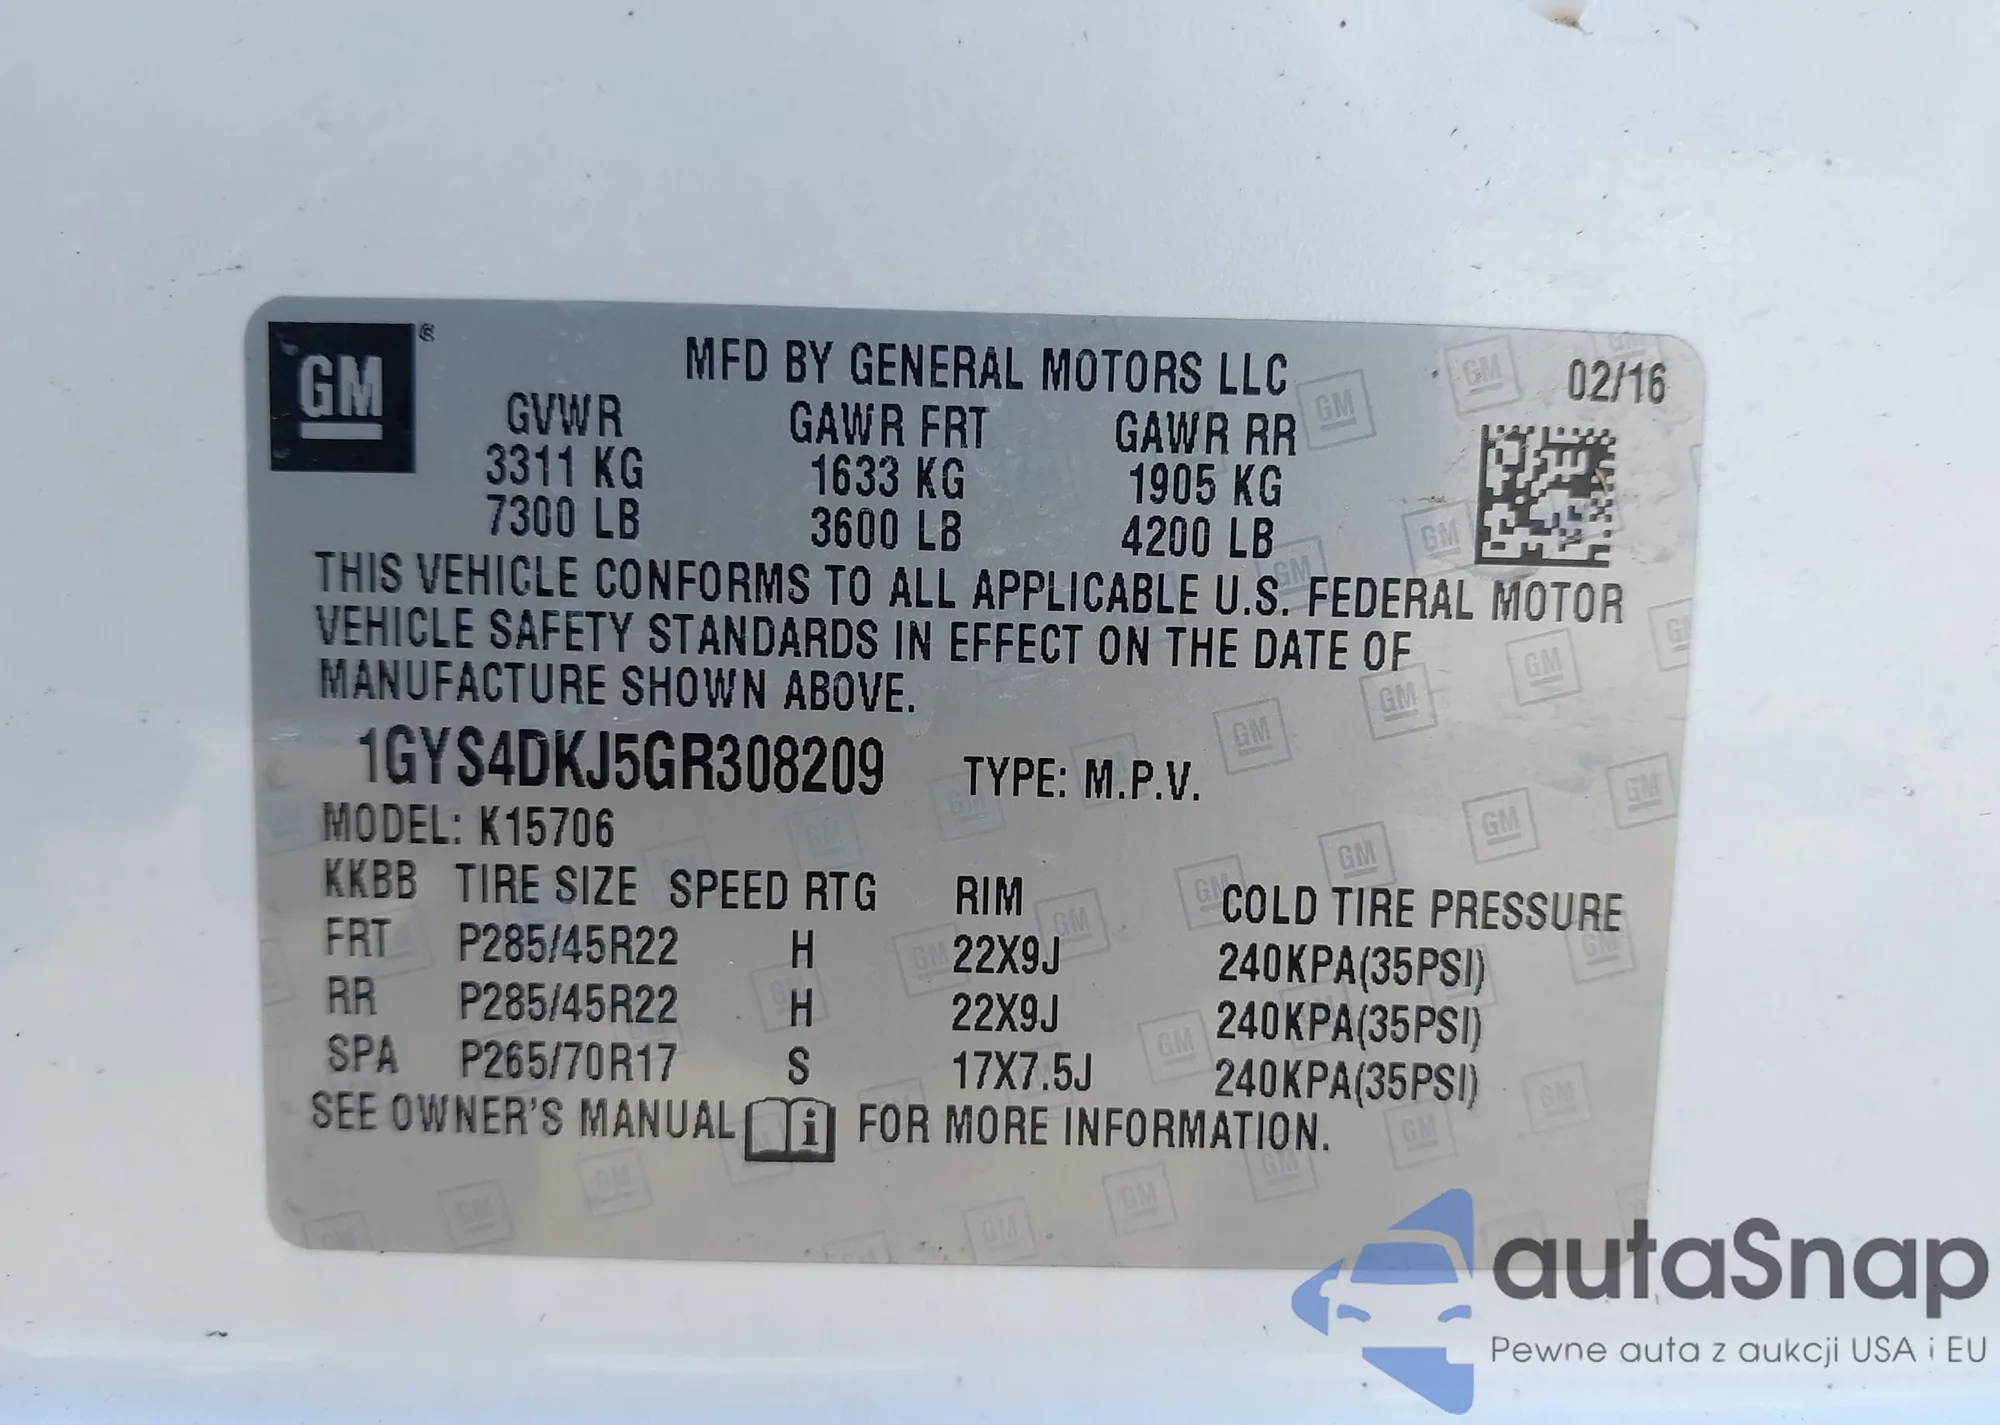 GM ®
MFD BY GENERAL MOTORS LLC 02/16
GVWR GAWR FRT GAWR RR
3311 KG 1633 KG 1905 KG
7300 LB 3600 LB 4200 LB
THIS VEHICLE CONFORMS TO ALL APPLICABLE U.S. FEDERAL MOTOR
VEHICLE SAFETY STANDARDS IN EFFECT ON THE DATE OF
MANUFACTURE SHOWN ABOVE.
1GYS4DKJ5GR308209 TYPE: M.P.V.
MODEL: K15706
KKBB TIRE SIZE SPEED RTG RIM COLD TIRE PRESSURE
FRT P285/45R22 H 22X9J 240KPA(35PSI)
RR P285/45R22 H 22X9J 240KPA(35PSI)
SPA P265/70R17 S 17X7.5J 240KPA(35PSI)
SEE OWNER'S MANUAL i FOR MORE INFORMATION.
autaSnap
Pewne auta z aukcji USA i EU